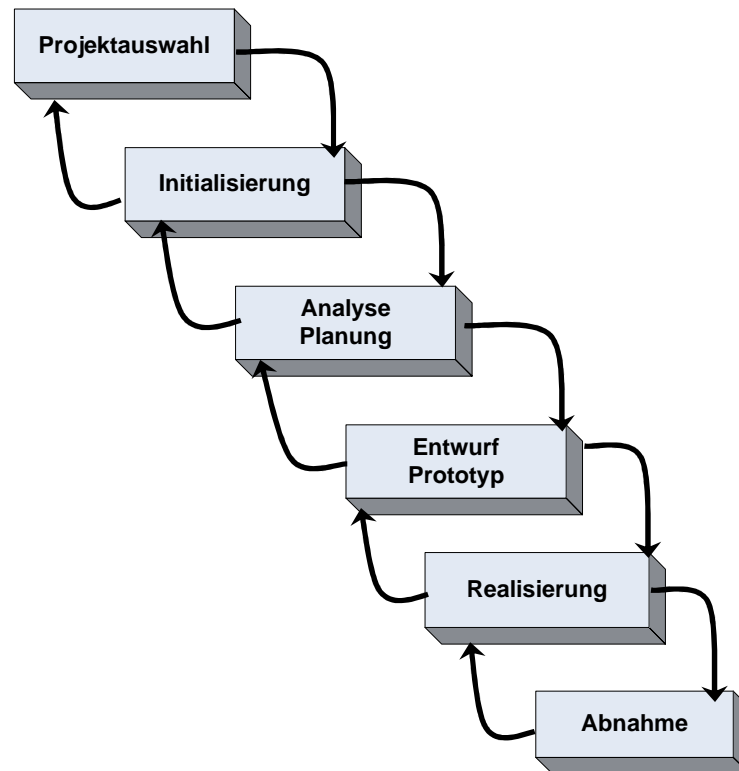 Projektauswahl
Initialisierung
Analyse
Planung
Entwurf
Prototyp
Realisierung
Abnahme